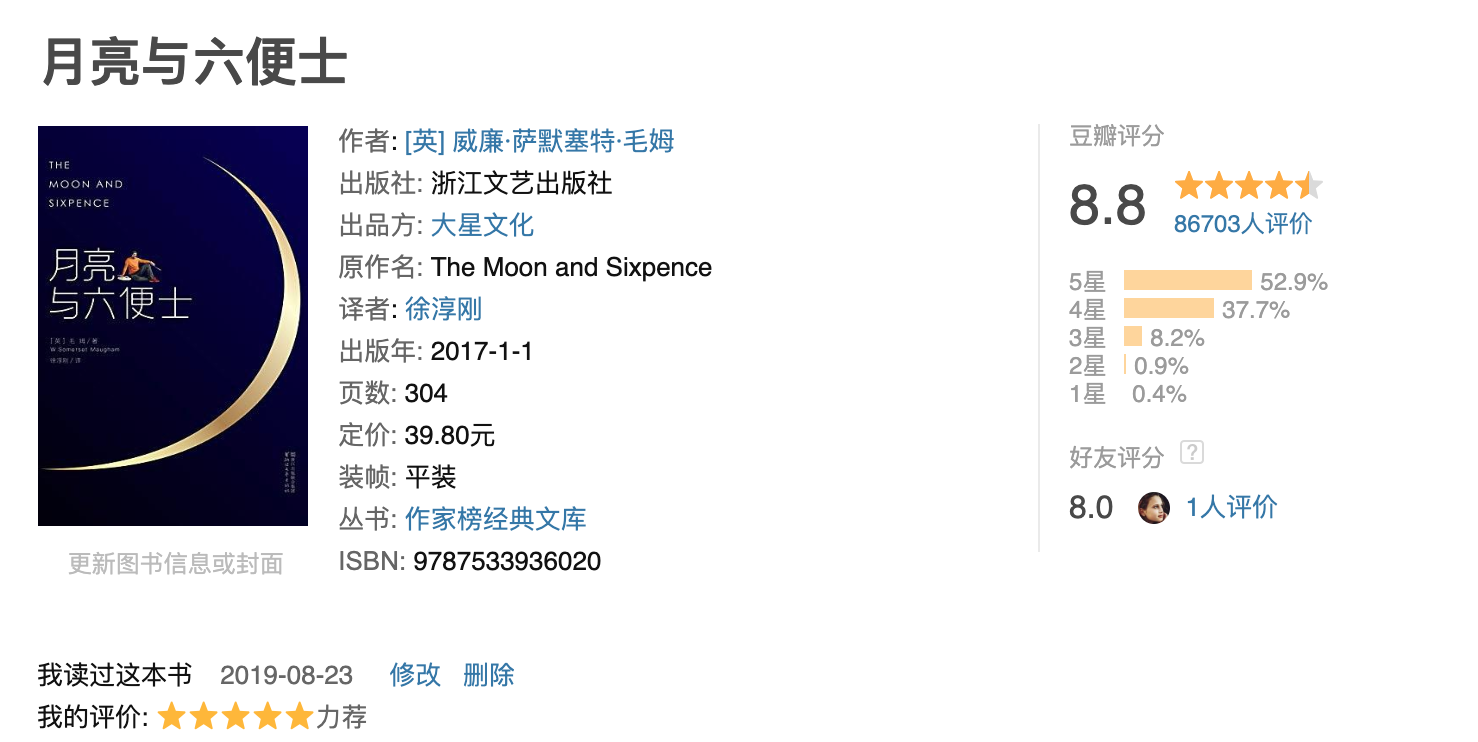 月亮与六便士
THE
MOON AND
SIXPENCE
月亮
与六便士
[英] 毛 姆/著
W Somerset Maugham
徐淳刚/译
更新图书信息或封面
作者: [英] 威廉·萨默塞特·毛姆
出版社: 浙江文艺出版社
出品方: 大星文化
原作名: The Moon and Sixpence
译者: 徐淳刚
出版年: 2017-1-1
页数: 304
定价: 39.80元
装帧: 平装
丛书: 作家榜经典文库
ISBN: 9787533936020
豆瓣评分
8.8
86703人评价
5星 52.9%
4星 37.7%
3星 8.2%
2星 0.9%
1星 0.4%
好友评分 ?
8.0 1人评价
我读过这本书 2019-08-23 修改 删除
我的评价: 力荐